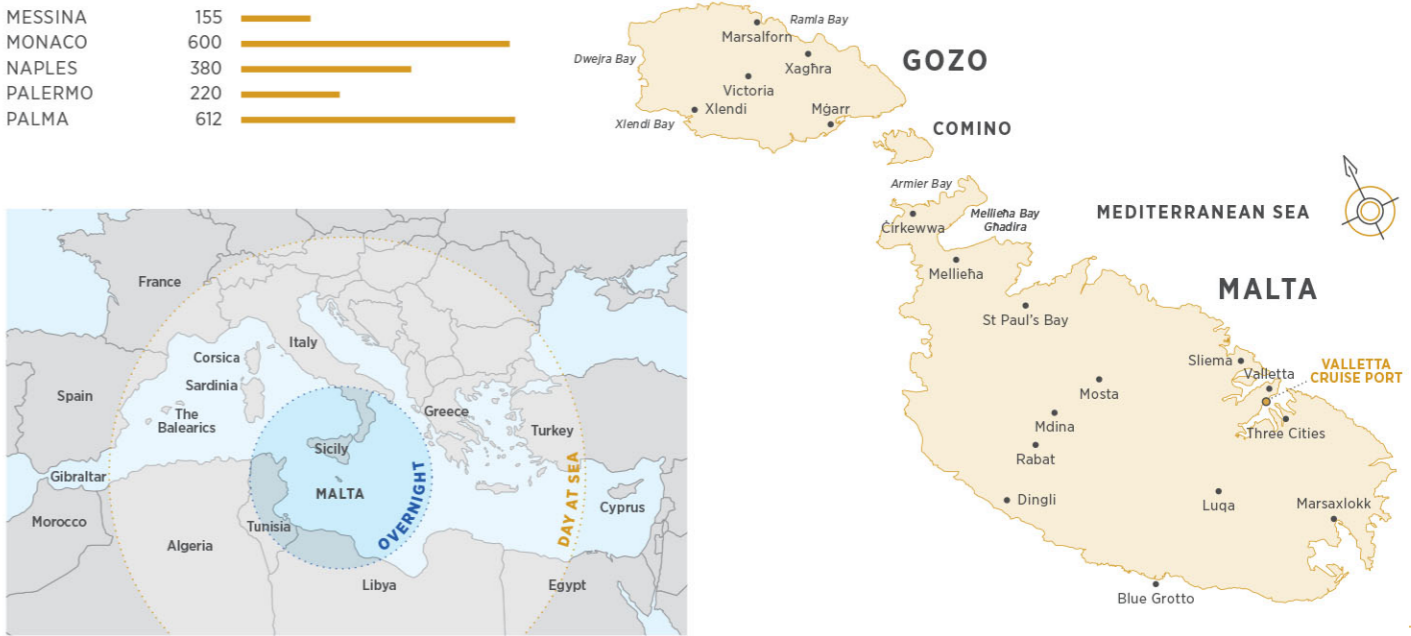 MESSINA 155
MONACO 600
NAPLES 380
PALERMO 220
PALMA 612
Ramla Bay
Marsalforn
Dwejra Bay
Xagħra
GOZO
Victoria
Xlendi
Mġarr
Xlendi Bay
COMINO
Armier Bay
Mellieħa Bay
Għadira
MEDITERRANEAN SEA
Ċirkewwa
Mellieħa
MALTA
St Paul's Bay
Sliema
Valletta
VALLETTA
CRUISE PORT
Mosta
Mdina
Three Cities
Rabat
Dingli
Luqa
Marsaxlokk
Blue Grotto
France
Italy
Corsica
Sardinia
Spain
The
Balearics
Greece
Turkey
Sicily
Gibraltar
MALTA
OVERNIGHT
DAY AT SEA
Cyprus
Morocco
Tunisia
Algeria
Libya
Egypt